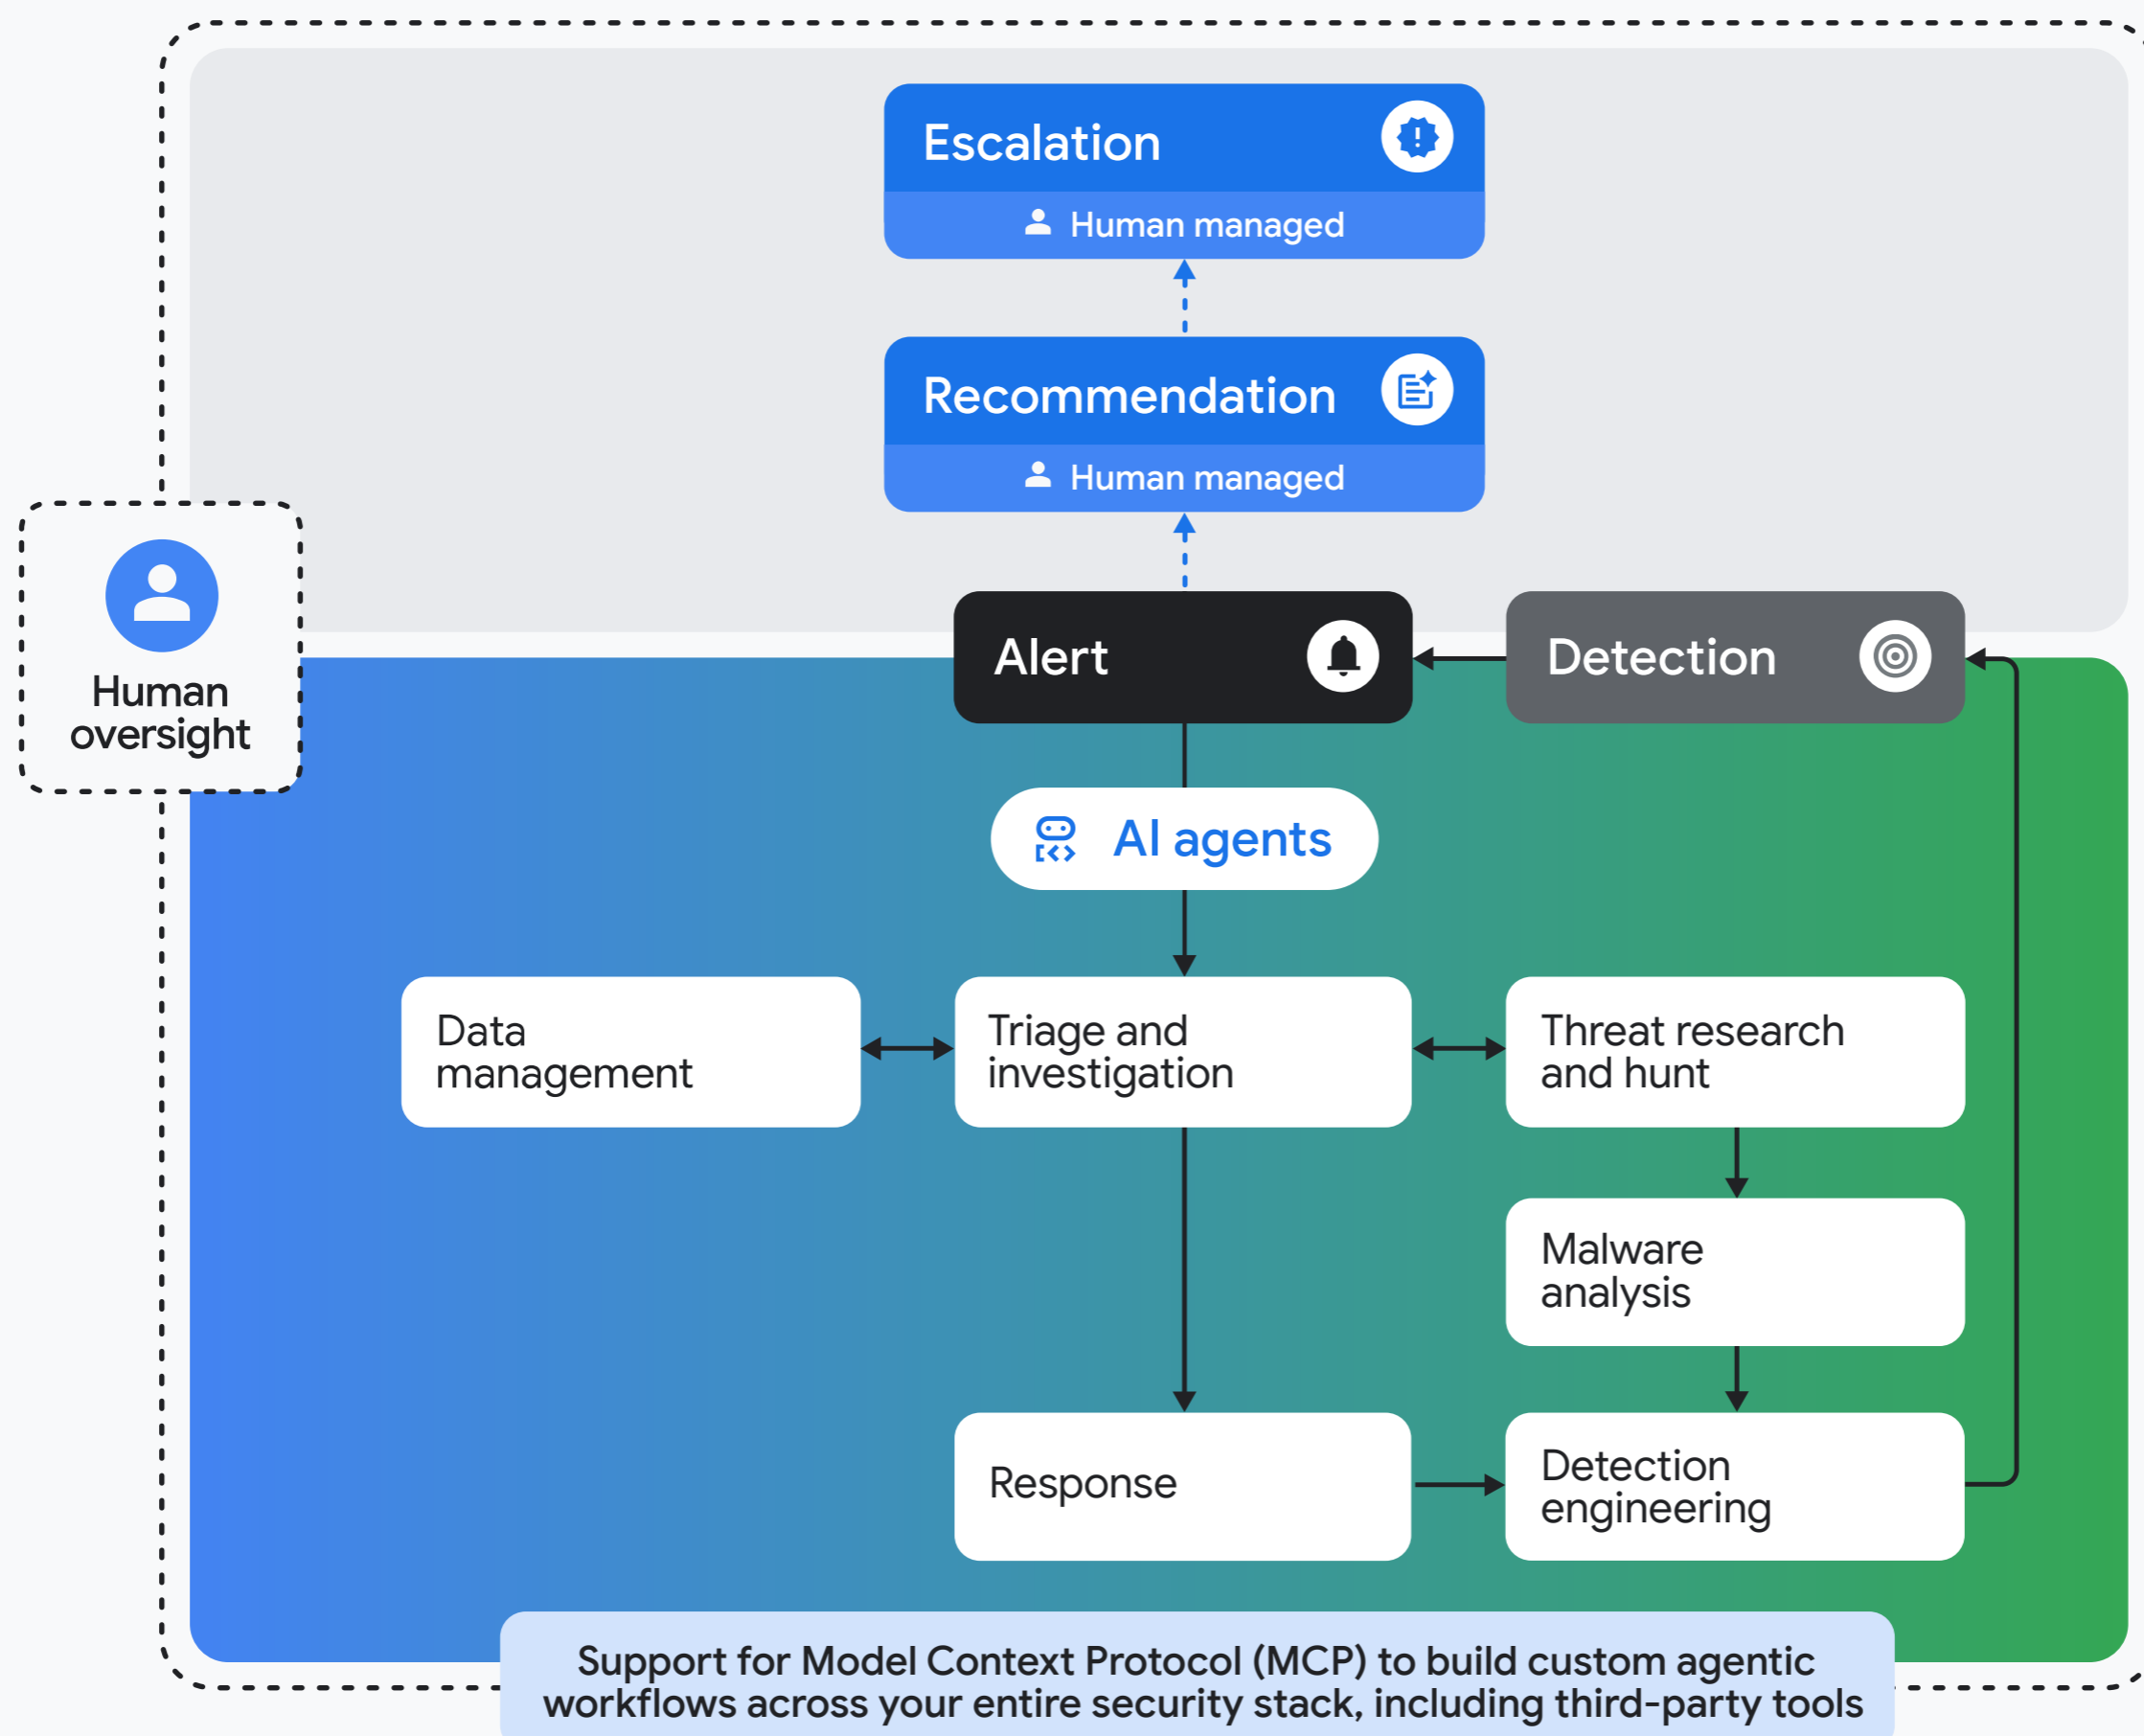 Escalation
Human managed
Recommendation
Human managed
Human
oversight
Alert
Detection
AI agents
Data
management
Triage and
investigation
Threat research
and hunt
Malware
analysis
Response
Detection
engineering
Support for Model Context Protocol (MCP) to build custom agentic
workflows across your entire security stack, including third-party tools